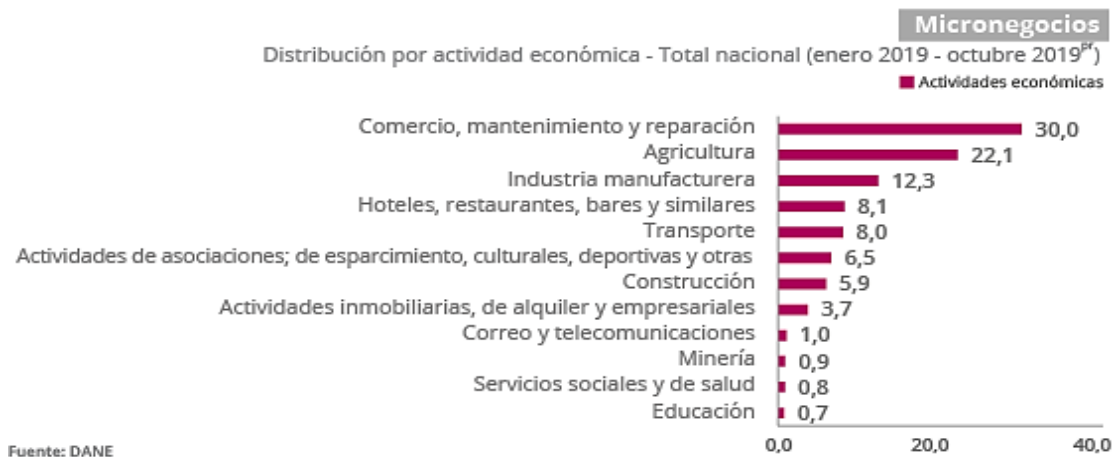 Micronegocios
Distribución por actividad económica - Total nacional (enero 2019 - octubre 2019pr)
Actividades económicas
Comercio, mantenimiento y reparación 30,0
Agricultura 22,1
Industria manufacturera 12,3
Hoteles, restaurantes, bares y similares 8,1
Transporte 8,0
Actividades de asociaciones; de esparcimiento, culturales, deportivas y otras 6,5
Construcción 5,9
Actividades inmobiliarias, de alquiler y empresariales 3,7
Correo y telecomunicaciones 1,0
Minería 0,9
Servicios sociales y de salud 0,8
Educación 0,7
0,0 20,0 40,0
Fuente: DANE